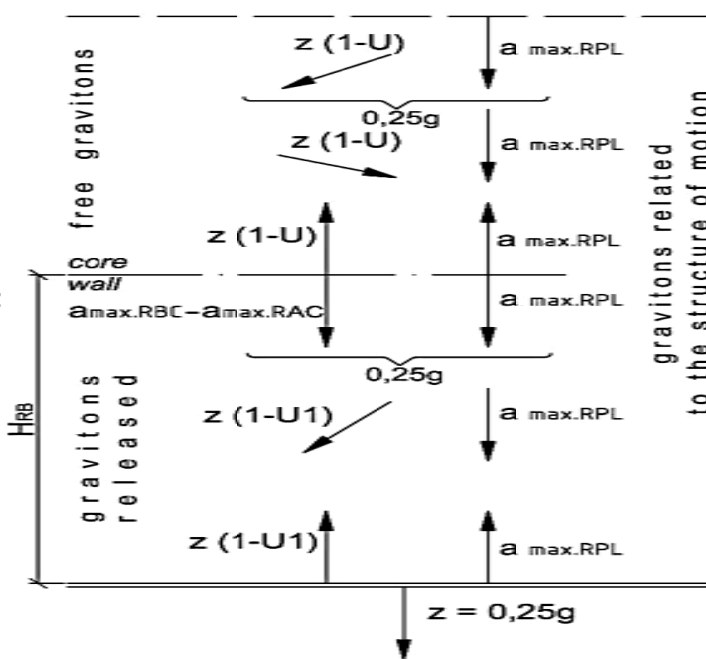 z (1-U)
a max.RPL
0,25g
z (1-U)
a max.RPL
free gravitons
z (1-U)
a max.RPL
core
wall
amax.RBC-amax.RAC
a max.RPL
0,25g
gravitons related
to the structure of motion
HRB
gravitons
released
z (1-U1)
a max.RPL
z (1-U1)
a max.RPL
z = 0,25g